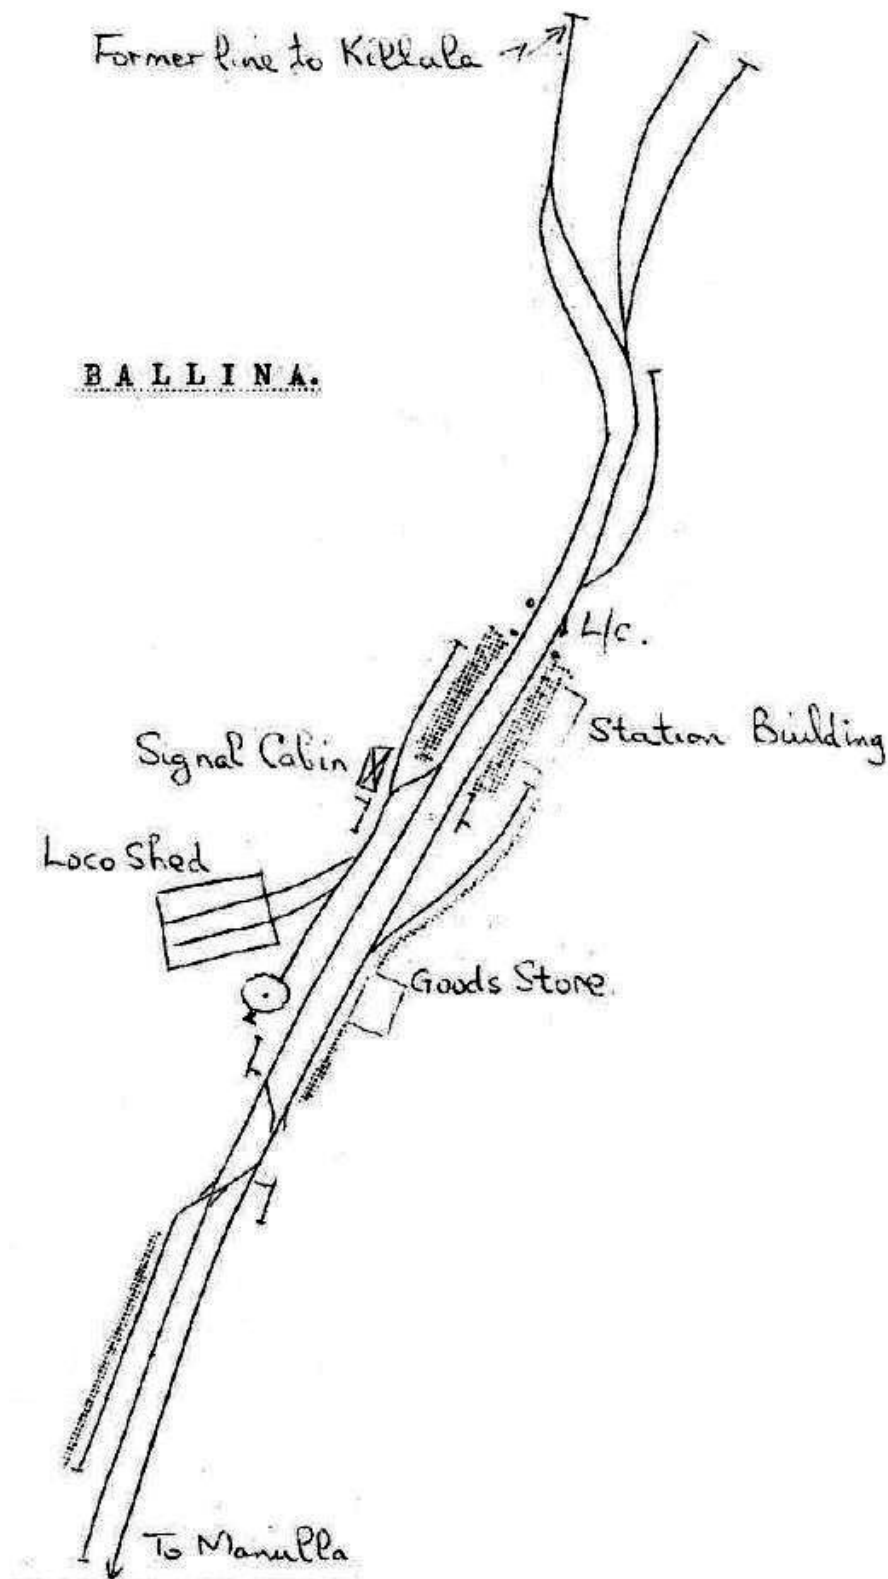 Former line to Killala
BALLINA.
L/c.
Station Building
Signal Cabin
Loco Shed
Goods Store.
To Manulla